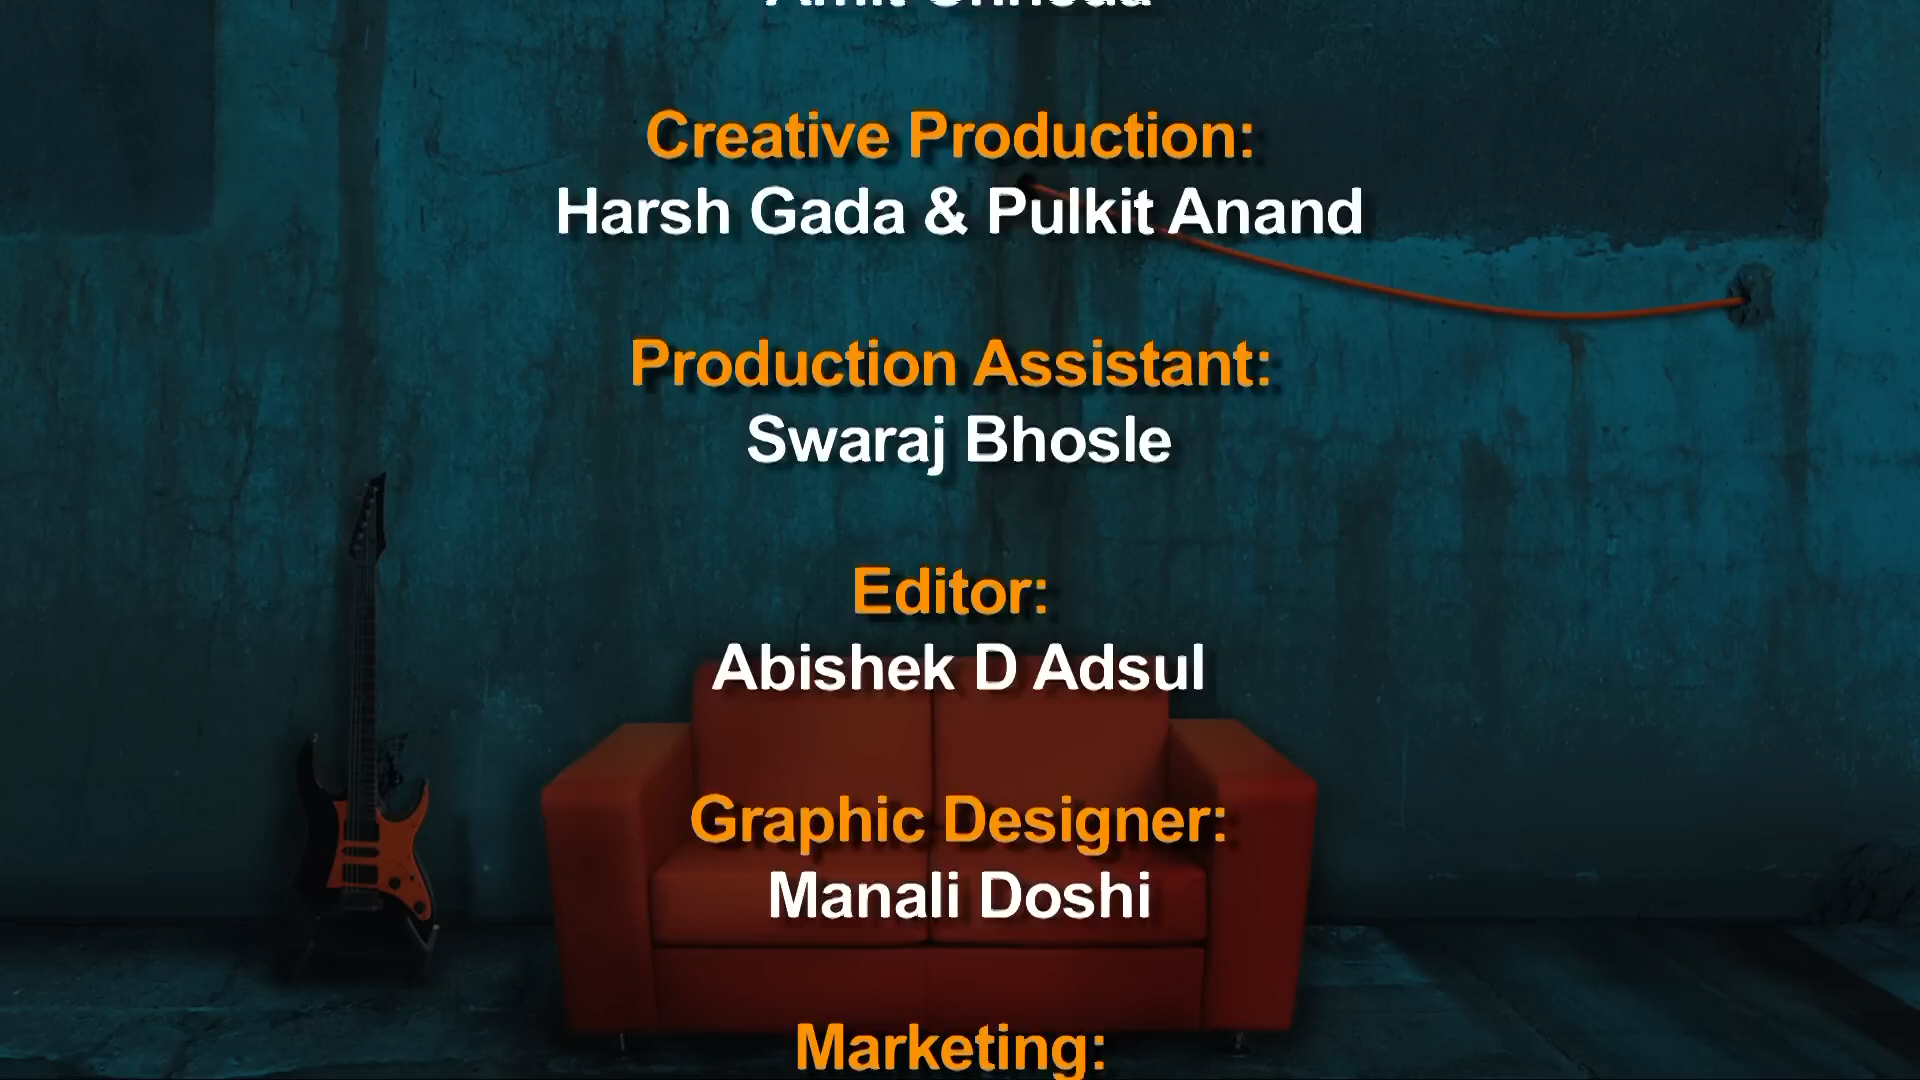 Creative Production:
Harsh Gada & Pulkit Anand
Production Assistant:
Swaraj Bhosle
Editor:
Abishek D Adsul
Graphic Designer:
Manali Doshi
Marketing: